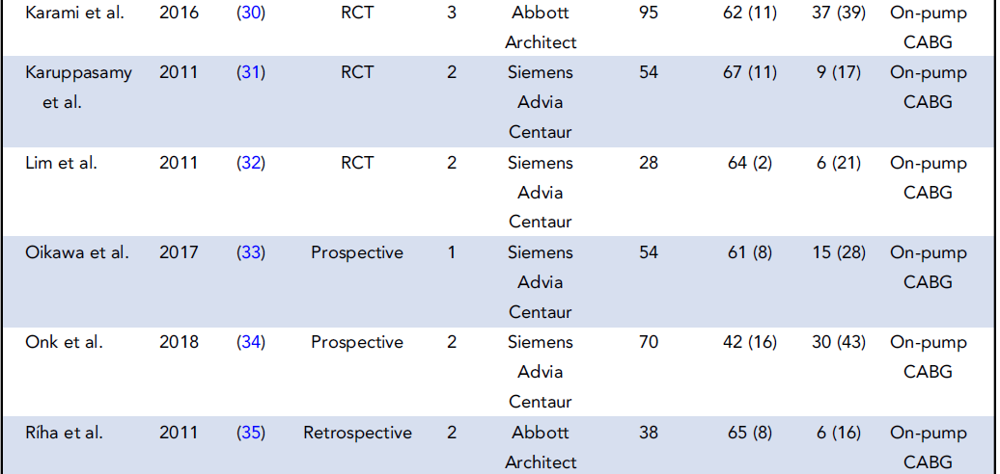 Karami et al. 2016 (30) RCT 3 Abbott 95 62 (11) 37 (39) On-pump
Architect CABG
Karuppasamy 2011 (31) RCT 2 Siemens 54 67 (11) 9 (17) On-pump
et al. Advia CABG
Centaur
Lim et al. 2011 (32) RCT 2 Siemens 28 64 (2) 6 (21) On-pump
Advia CABG
Centaur
Oikawa et al. 2017 (33) Prospective 1 Siemens 54 61 (8) 15 (28) On-pump
Advia CABG
Centaur
Onk et al. 2018 (34) Prospective 2 Siemens 70 42 (16) 30 (43) On-pump
Advia CABG
Centaur
Ríha et al. 2011 (35) Retrospective 2 Abbott 38 65 (8) 6 (16) On-pump
Architect CABG